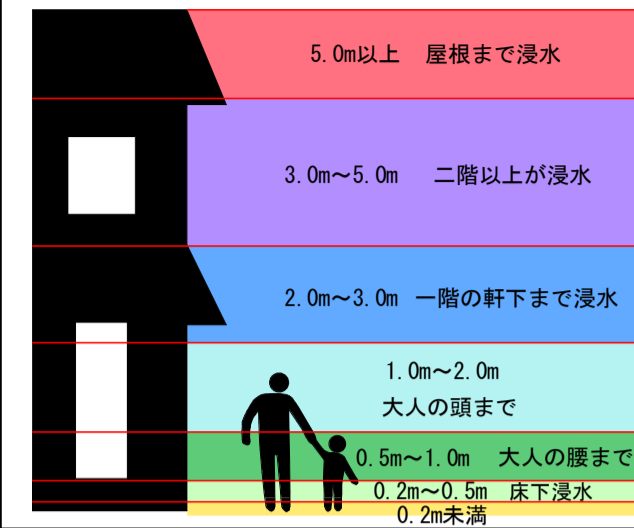 5.0m以上　屋根まで浸水
3.0m～5.0m　二階以上が浸水
2.0m～3.0m　一階の軒下まで浸水
1.0m～2.0m
大人の頭まで
0.5m～1.0m　大人の腰まで
0.2m～0.5m　床下浸水
0.2m未満